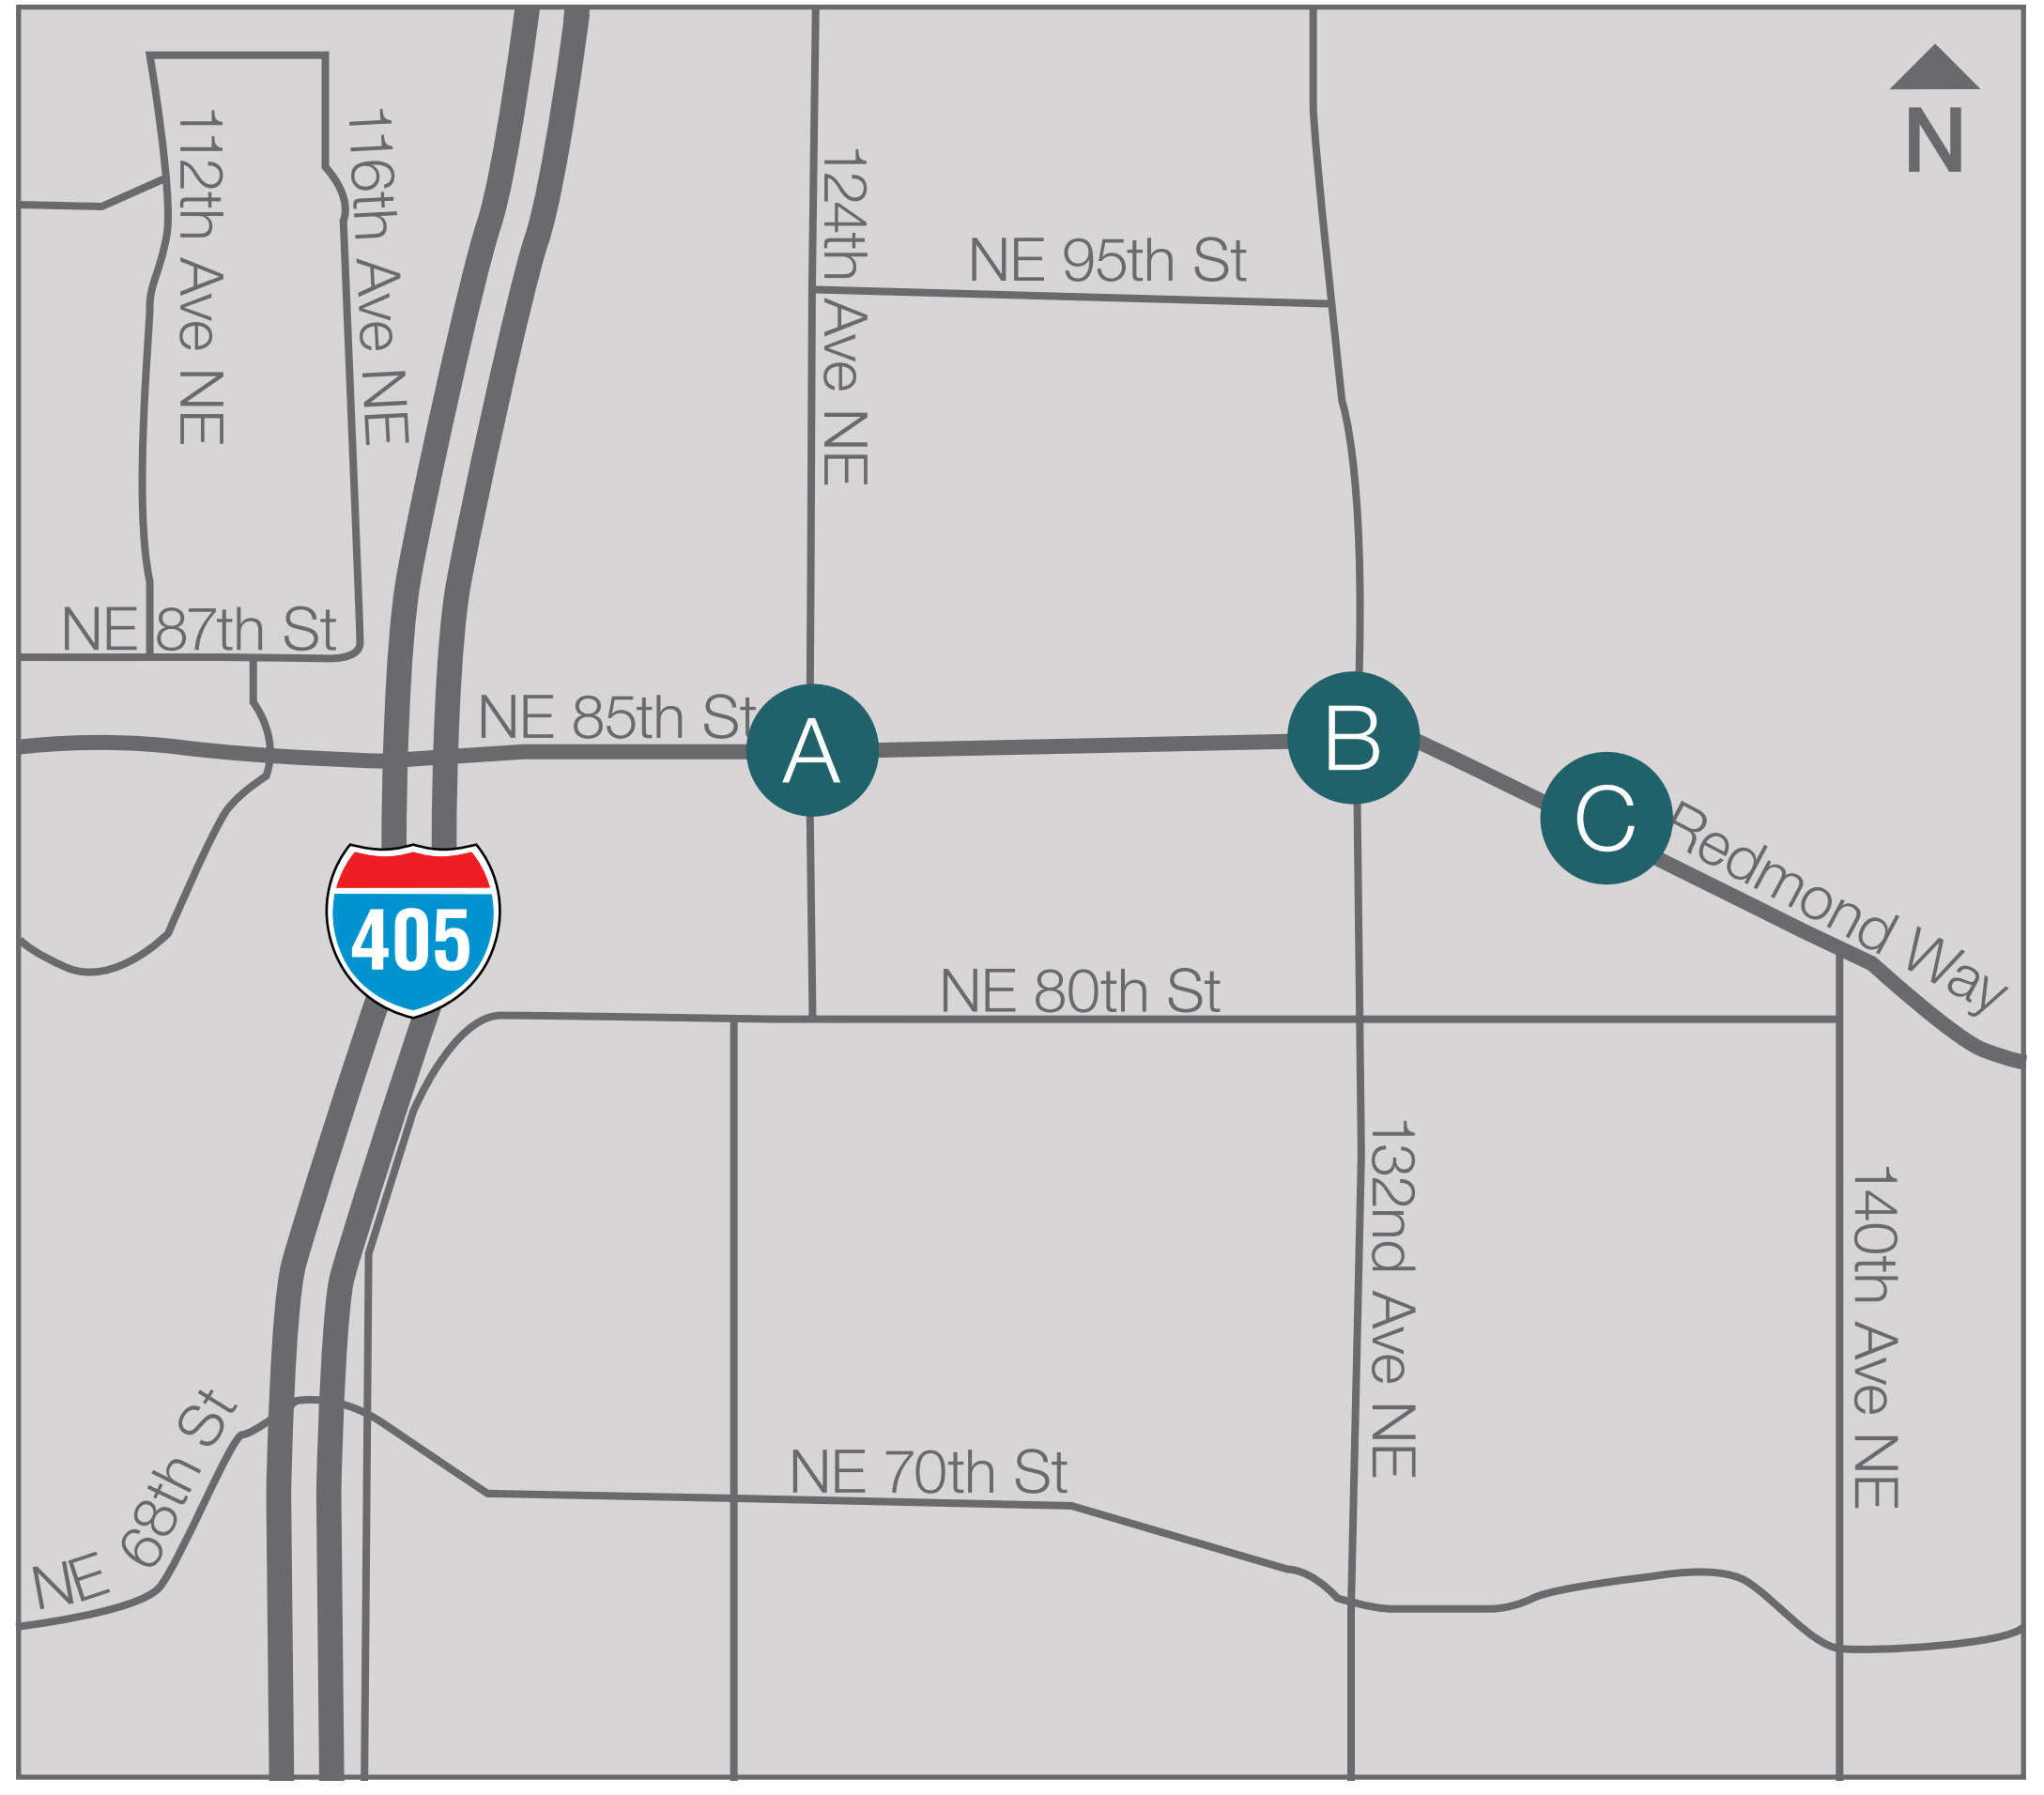 N
112th Ave NE
116th Ave NE
124th Ave NE
NE 95th St
NE 87th St
NE 85th St
A
B
C
Redmond Way
405
NE 80th St
132nd Ave NE
140th Ave NE
NE 68th St
NE 70th St